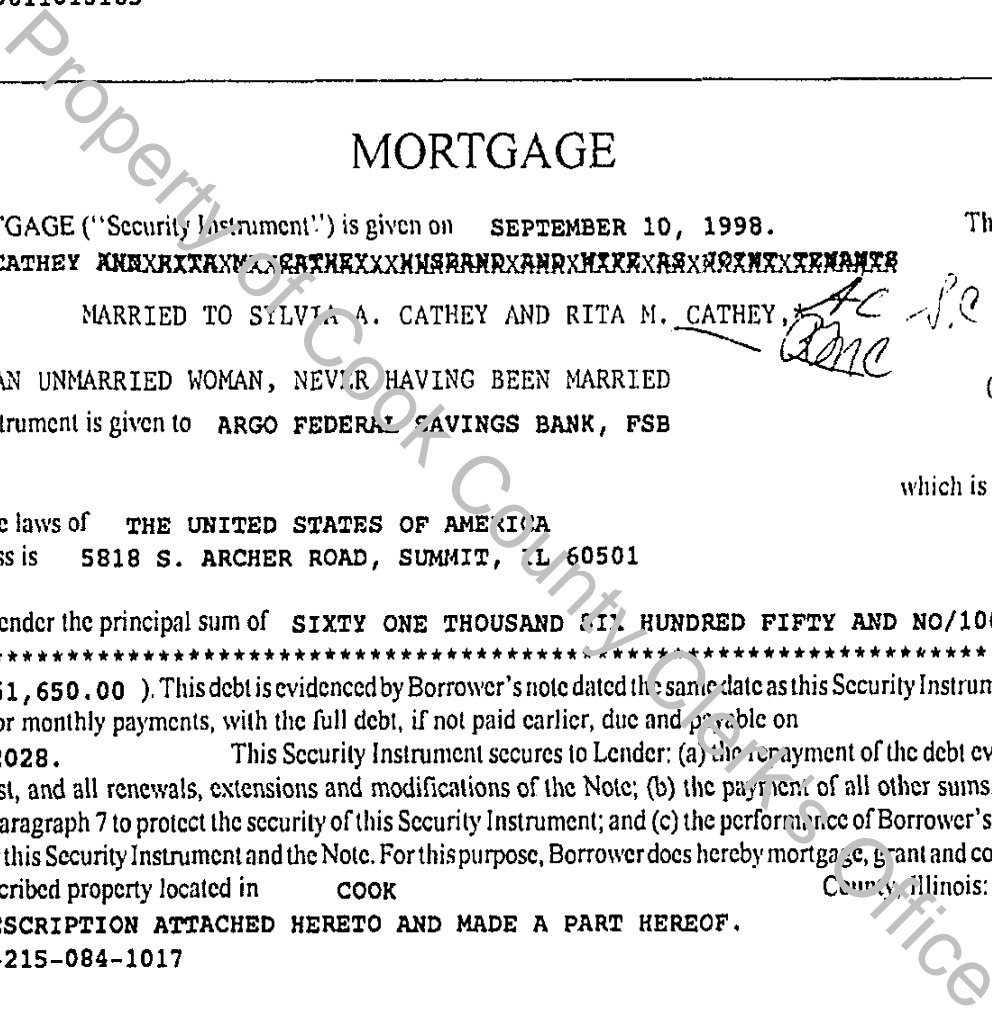 MORTGAGE
TGAGE ("Security Instrument") is given on SEPTEMBER 10, 1998. Th
CATHEY ANDXRITAXMXXCATHEYXXXHUSBANDXANDXWIFEXASXJOINTXTENANTS
MARRIED TO SYLVIA A. CATHEY AND RITA M. CATHEY,* AC S.C
RMC
AN UNMARRIED WOMAN, NEVER HAVING BEEN MARRIED
trument is given to ARGO FEDERAL SAVINGS BANK, FSB
which is
e laws of THE UNITED STATES OF AMERICA
ss is 5818 S. ARCHER ROAD, SUMMIT, IL 60501
ender the principal sum of SIXTY ONE THOUSAND SIX HUNDRED FIFTY AND NO/10
******************************************************************
61,650.00 ). This debt is evidenced by Borrower's note dated the same date as this Security Instrum
or monthly payments, with the full debt, if not paid earlier, due and payable on
2028. This Security Instrument secures to Lender: (a) the repayment of the debt ev
st, and all renewals, extensions and modifications of the Note; (b) the payment of all other sums,
aragraph 7 to protect the security of this Security Instrument; and (c) the performance of Borrower's
this Security Instrument and the Note. For this purpose, Borrower does hereby mortgage, grant and co
cribed property located in COOK County, Illinois:
ESCRIPTION ATTACHED HERETO AND MADE A PART HEREOF.
-215-084-1017
Property of Cook County Clerk's Office